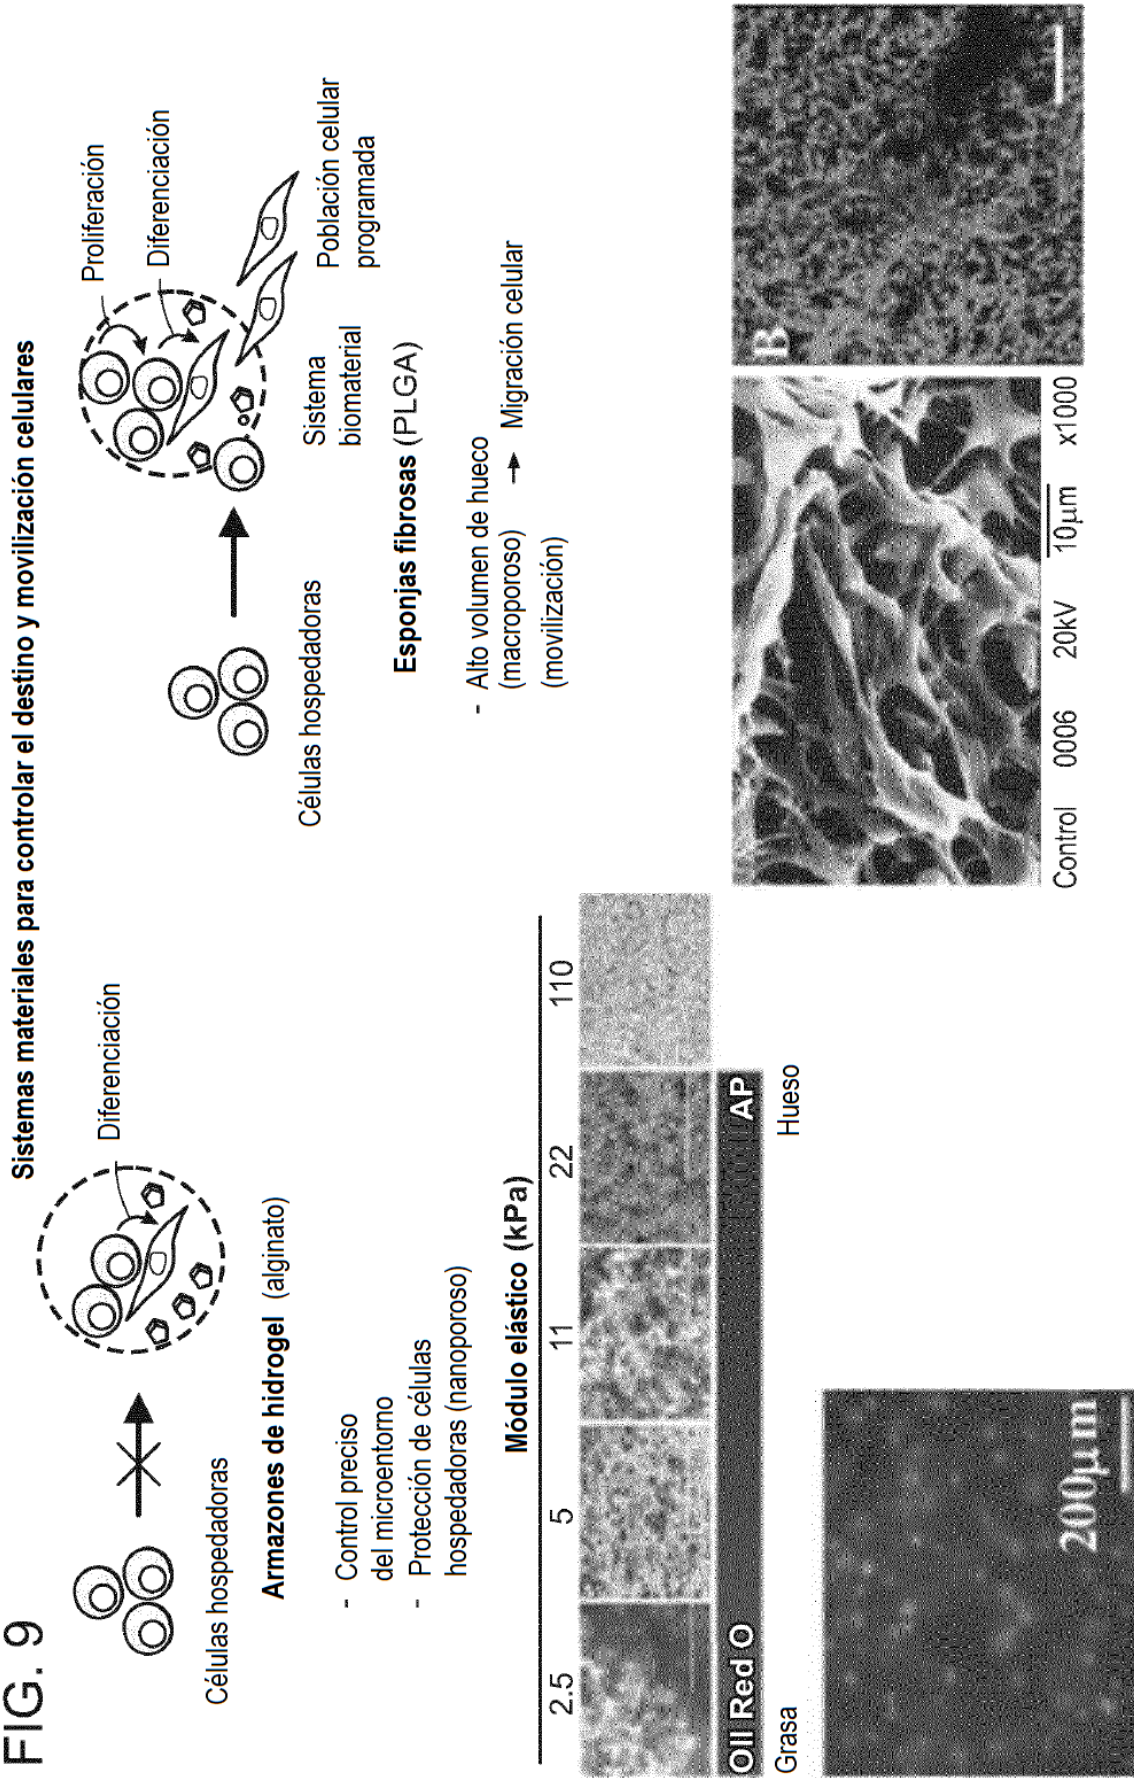 FIG. 9
Sistemas materiales para controlar el destino y movilización celulares
Diferenciación
Células hospedadoras
Armazones de hidrogel (alginato)
- Control preciso
del microentorno
- Protección de células
hospedadoras (nanoporoso)
Módulo elástico (kPa)
2.5 5 11 22 110
Oil Red O AP
Grasa Hueso
200μm
Proliferación
Diferenciación
Células hospedadoras
Sistema
biomaterial
Población celular
programada
Esponjas fibrosas (PLGA)
- Alto volumen de hueco
(macroporoso) → Migración celular
(movilización)
Control 0006 20kV 10μm x1000
B